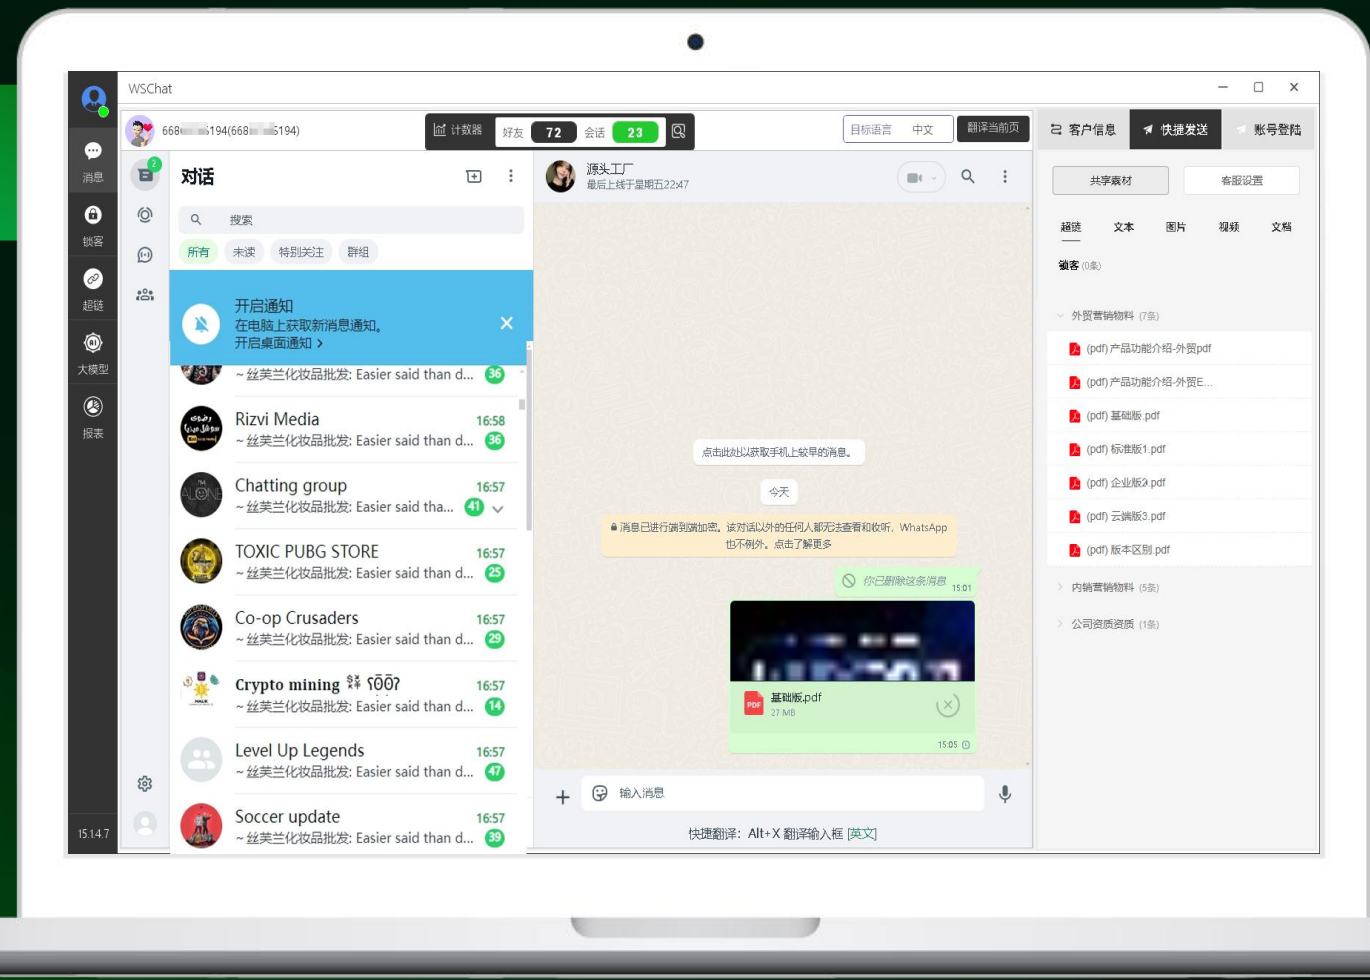 WSChat
消息
锁客
超链
AI
大模型
报表
15.14.7
计数器 好友 72 会话 23
目标语言 中文 翻译当前页
2
对话
搜索
所有 未读 特别关注 群组
开启通知
在电脑上获取新消息通知。
开启桌面通知 >
~ 丝芙兰化妆品批发: Easier said than d... 36
Rizvi Media 16:58
~ 丝芙兰化妆品批发: Easier said than d... 36
Chatting group 16:57
~ 丝芙兰化妆品批发: Easier said tha... 41
TOXIC PUBG STORE 16:57
~ 丝芙兰化妆品批发: Easier said than d... 25
Co-op Crusaders 16:57
~ 丝芙兰化妆品批发: Easier said than d... 29
Crypto mining 16:57
~ 丝芙兰化妆品批发: Easier said than d... 14
Level Up Legends 16:57
~ 丝芙兰化妆品批发: Easier said than d... 47
Soccer update 16:57
~ 丝芙兰化妆品批发: Easier said than d... 39
源头工厂
最后上线于星期五22:47
点击此处以获取手机上较早的消息。
今天
消息已进行端到端加密。该对话以外的任何人都无法查看和收听，WhatsApp
也不例外。点击了解更多
你已删除这条消息 15:01
PDF 基础版.pdf
27 MB
15:05
输入消息
快捷翻译：Alt+X 翻译输入框 [英文]
客户信息 快捷发送 账号登陆
共享素材 客服设置
超链 文本 图片 视频 文档
锁客 (0条)
外贸营销物料 (7条)
(pdf) 产品功能介绍-外贸pdf
(pdf) 产品功能介绍-外贸E...
(pdf) 基础版.pdf
(pdf) 标准版1.pdf
(pdf) 企业版2.pdf
(pdf) 云端版3.pdf
(pdf) 版本区别.pdf
内销营销物料 (5条)
公司资质资质 (1条)